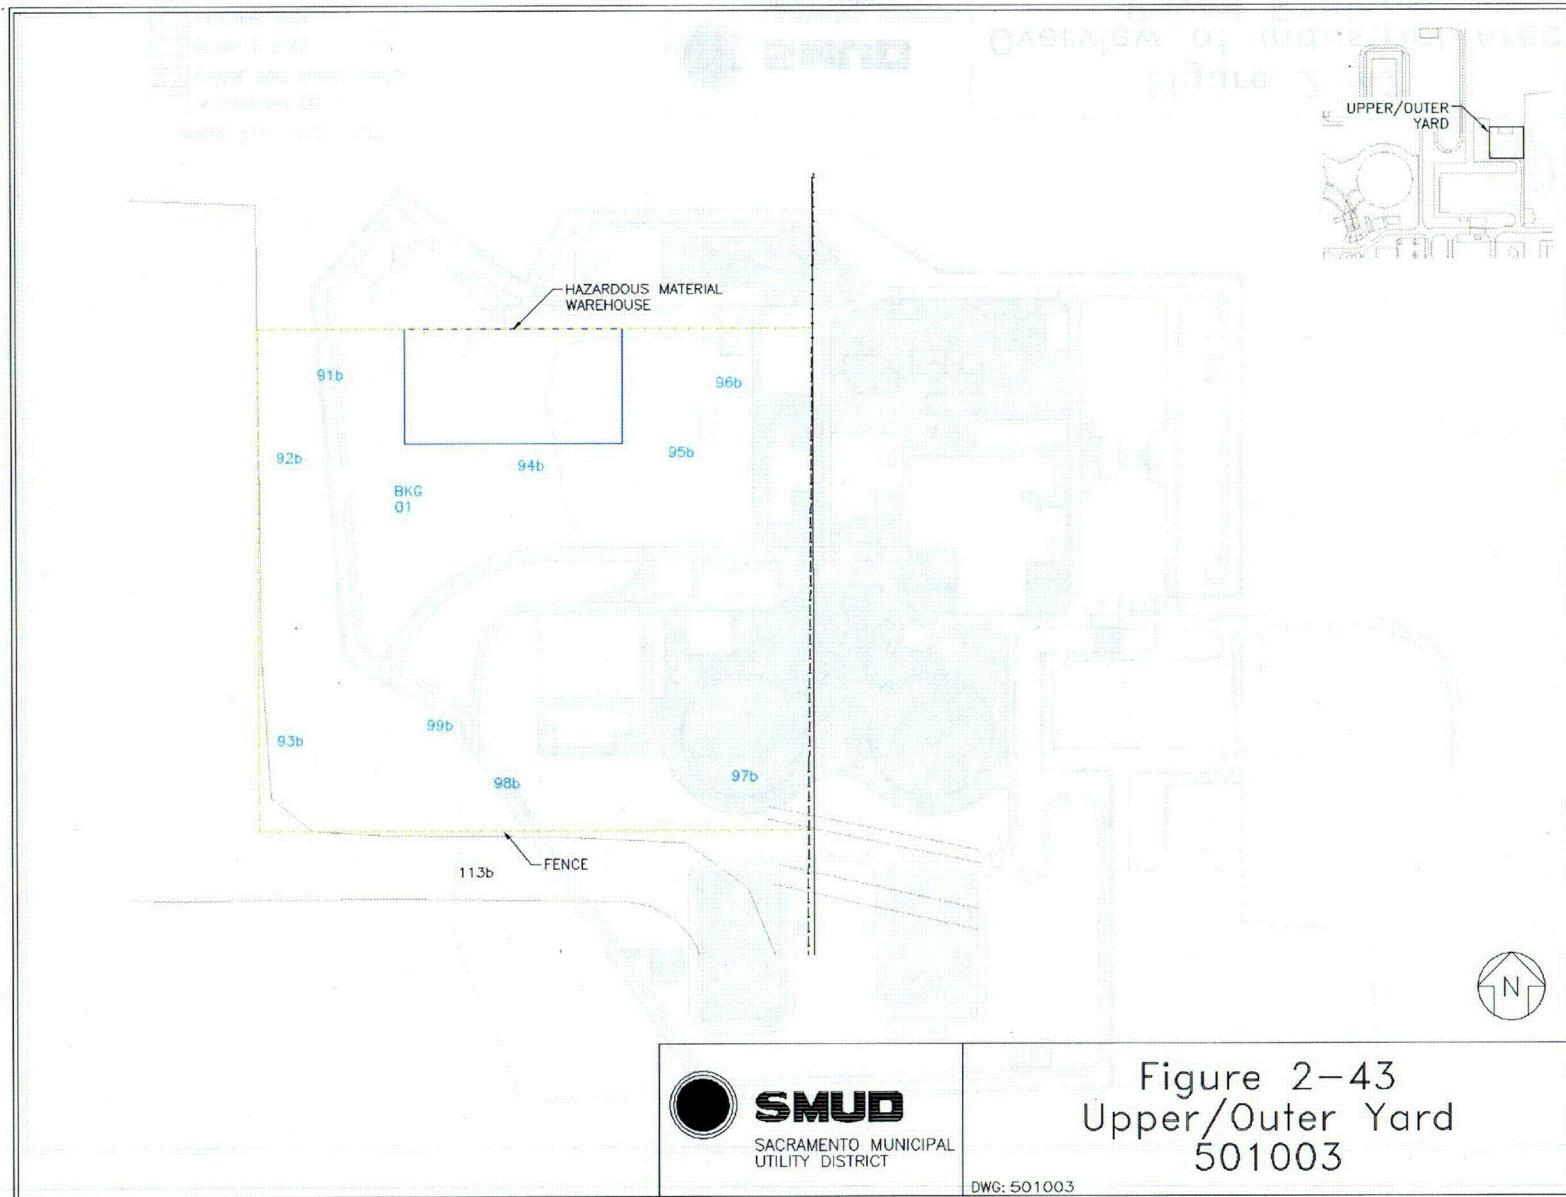 UPPER/OUTER
YARD
HAZARDOUS MATERIAL
WAREHOUSE
91b
96b
92b
94b
95b
BKG
01
93b
99b
98b
97b
FENCE
113b
N
SMUD
SACRAMENTO MUNICIPAL
UTILITY DISTRICT
Figure 2-43
Upper/Outer Yard
501003
DWG: 501003